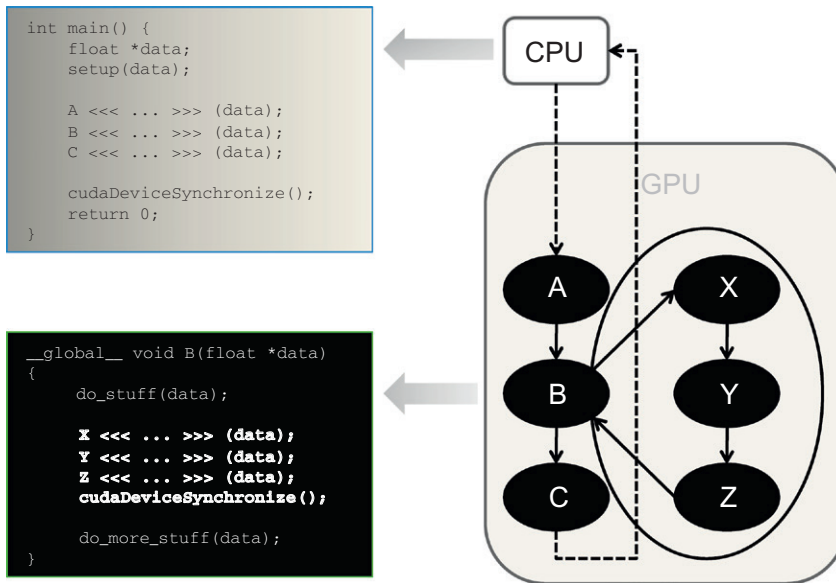 int main() {
float *data;
setup(data);
A <<< ... >>> (data);
B <<< ... >>> (data);
C <<< ... >>> (data);
cudaDeviceSynchronize();
return 0;
}
__global__ void B(float *data)
{
do_stuff(data);
X <<< ... >>> (data);
Y <<< ... >>> (data);
Z <<< ... >>> (data);
cudaDeviceSynchronize();
do_more_stuff(data);
}
CPU
GPU
A
X
B
Y
C
Z